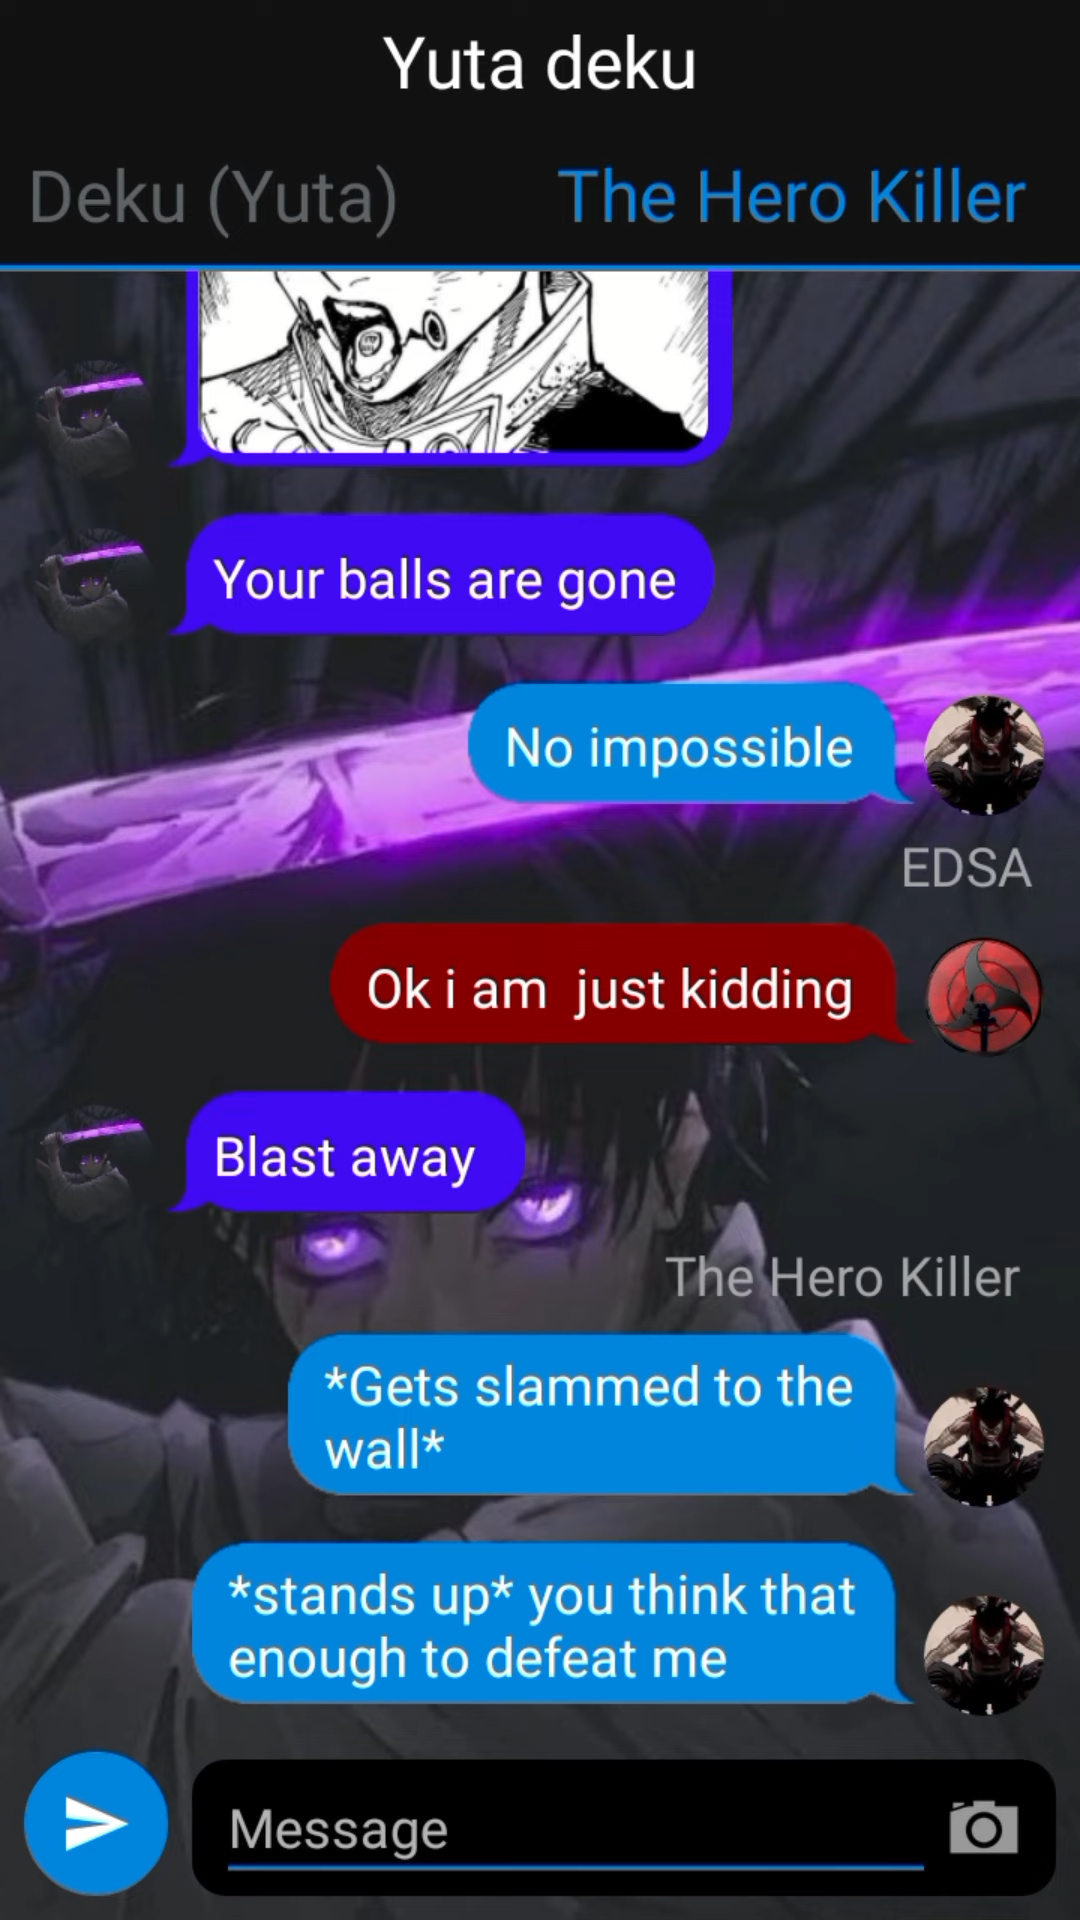 Yuta deku
Deku (Yuta)
The Hero Killer
Your balls are gone
No impossible
EDSA
Ok i am  just kidding
Blast away
The Hero Killer
*Gets slammed to the
wall*
*stands up* you think that
enough to defeat me
Message